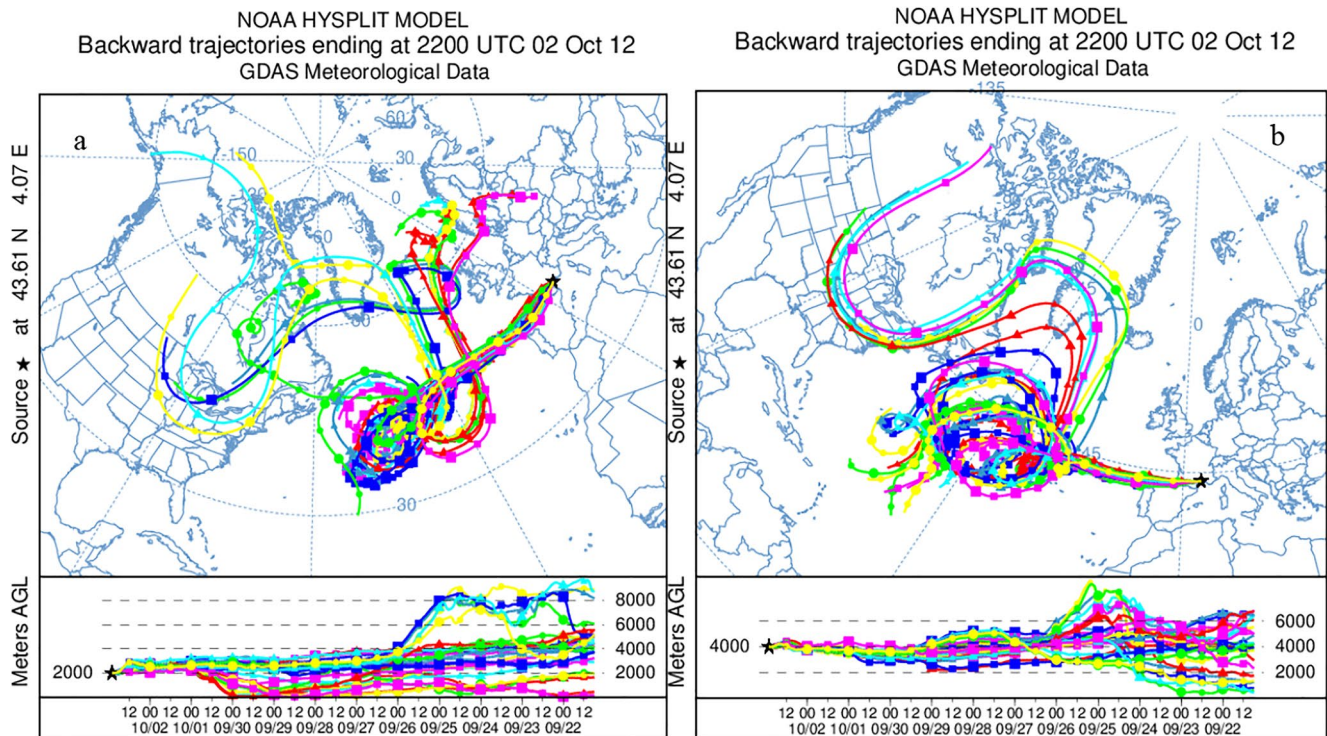 NOAA HYSPLIT MODEL
Backward trajectories ending at 2200 UTC 02 Oct 12
GDAS Meteorological Data
a
150
135
60
30
0
30
Source ★ at 43.61 N 4.07 E
Meters AGL
2000
8000
6000
4000
2000
12 00 12 00 12 00 12 00 12 00 12 00 12 00 12 00 12 00 12 00 12 00 12
10/02 10/01 09/30 09/29 09/28 09/27 09/26 09/25 09/24 09/23 09/22
NOAA HYSPLIT MODEL
Backward trajectories ending at 2200 UTC 02 Oct 12
GDAS Meteorological Data
-135
b
0
Source ★ at 43.61 N 4.07 E
Meters AGL
4000
6000
4000
2000
12 00 12 00 12 00 12 00 12 00 12 00 12 00 12 00 12 00 12 00 12 00 12
10/02 10/01 09/30 09/29 09/28 09/27 09/26 09/25 09/24 09/23 09/22